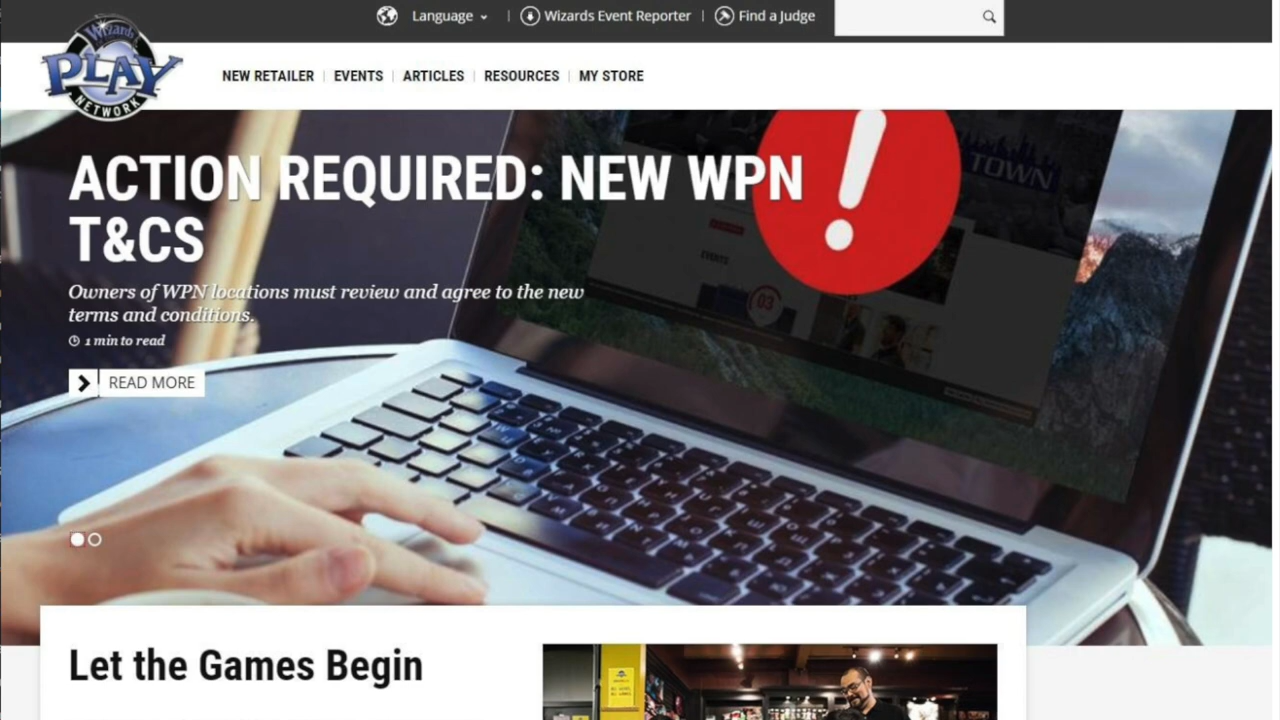 Language
Wizards Event Reporter
Find a Judge
Wizards
PLAY
NETWORK
NEW RETAILER
EVENTS
ARTICLES
RESOURCES
MY STORE
ACTION REQUIRED: NEW WPN
T&CS
Owners of WPN locations must review and agree to the new
terms and conditions.
1 min to read
READ MORE
TOWN
EVENTS
03
Let the Games Begin